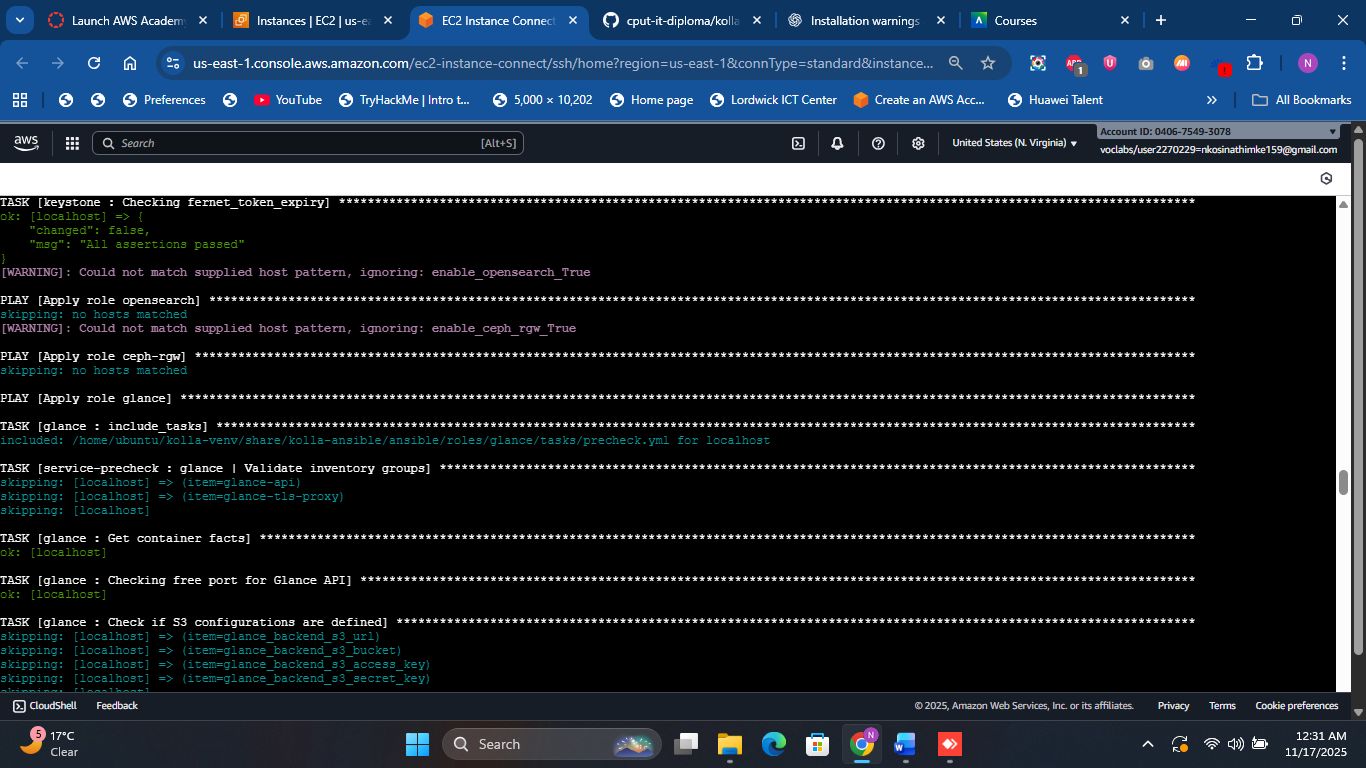 Launch AWS Academy
Instances | EC2 | us-ea
EC2 Instance Connect
cput-it-diploma/kolla
Installation warnings
Courses
us-east-1.console.aws.amazon.com/ec2-instance-connect/ssh/home?region=us-east-1&connType=standard&instance...
1
N
Preferences
YouTube
TryHackMe | Intro t...
5,000 × 10,202
Home page
Lordwick ICT Center
Create an AWS Acc...
Huawei Talent
All Bookmarks
aws
Search
[Alt+S]
United States (N. Virginia)
Account ID: 0406-7549-3078
voclabs/user2270229=nkosinathimke159@gmail.com
TASK [keystone : Checking fernet_token_expiry] ***********************************************************************************************************************
ok: [localhost] => {
    "changed": false,
    "msg": "All assertions passed"
}
[WARNING]: Could not match supplied host pattern, ignoring: enable_opensearch_True
PLAY [Apply role opensearch] *****************************************************************************************************************************************
skipping: no hosts matched
[WARNING]: Could not match supplied host pattern, ignoring: enable_ceph_rgw_True
PLAY [Apply role ceph-rgw] *******************************************************************************************************************************************
skipping: no hosts matched
PLAY [Apply role glance] *********************************************************************************************************************************************
TASK [glance : include_tasks] ****************************************************************************************************************************************
included: /home/ubuntu/kolla-venv/share/kolla-ansible/ansible/roles/glance/tasks/precheck.yml for localhost
TASK [service-precheck : glance | Validate inventory groups] *********************************************************************************************************
skipping: [localhost] => (item=glance-api)
skipping: [localhost] => (item=glance-tls-proxy)
skipping: [localhost]
TASK [glance : Get container facts] **********************************************************************************************************************************
ok: [localhost]
TASK [glance : Checking free port for Glance API] ********************************************************************************************************************
ok: [localhost]
TASK [glance : Check if S3 configurations are defined] ***************************************************************************************************************
skipping: [localhost] => (item=glance_backend_s3_url)
skipping: [localhost] => (item=glance_backend_s3_bucket)
skipping: [localhost] => (item=glance_backend_s3_access_key)
skipping: [localhost] => (item=glance_backend_s3_secret_key)
skipping: [localhost]
CloudShell
Feedback
© 2025, Amazon Web Services, Inc. or its affiliates.
Privacy
Terms
Cookie preferences
5
17°C
Clear
Search
N
12:31 AM
11/17/2025